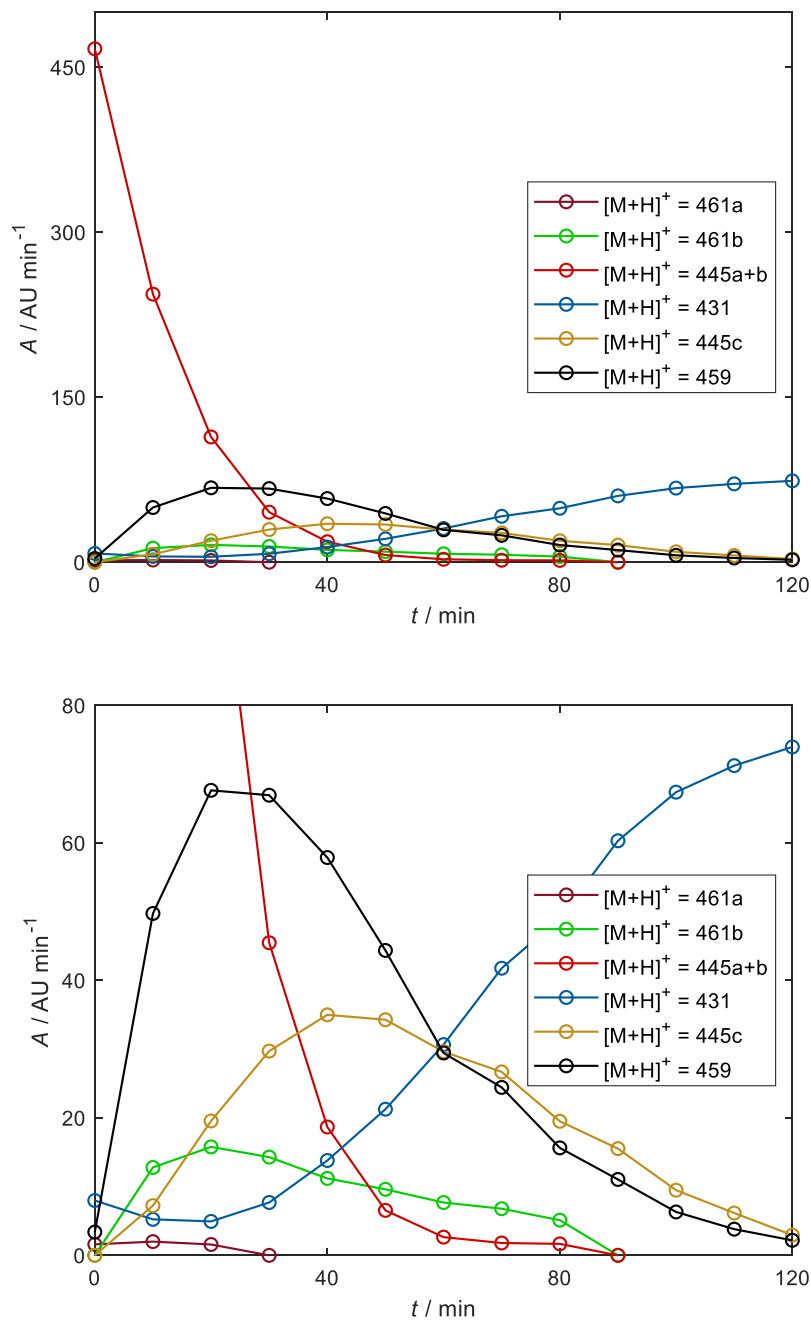 450
300
150
0
A / AU min⁻¹
[M+H]⁺ = 461a
[M+H]⁺ = 461b
[M+H]⁺ = 445a+b
[M+H]⁺ = 431
[M+H]⁺ = 445c
[M+H]⁺ = 459
0 40 80 120
t / min
80
60
40
20
0
A / AU min⁻¹
[M+H]⁺ = 461a
[M+H]⁺ = 461b
[M+H]⁺ = 445a+b
[M+H]⁺ = 431
[M+H]⁺ = 445c
[M+H]⁺ = 459
0 40 80 120
t / min